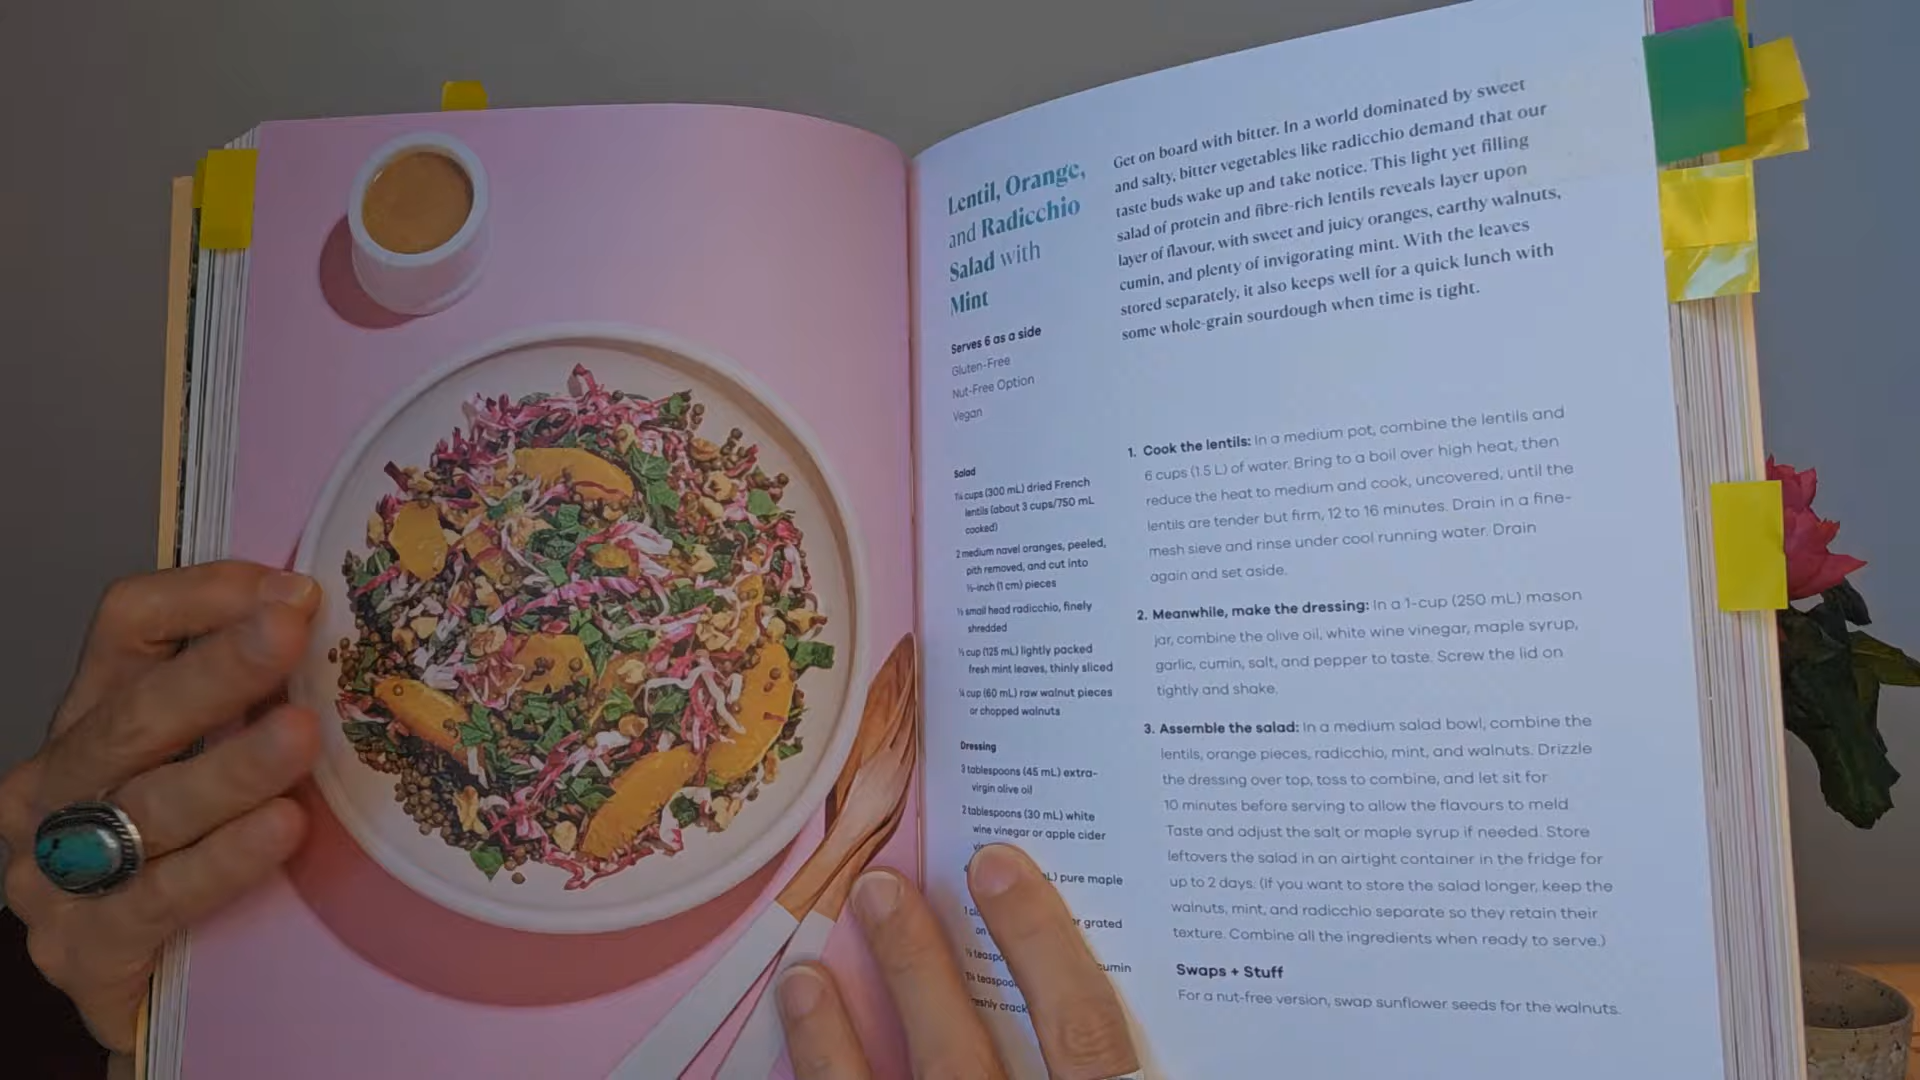 Lentil, Orange,
and Radicchio
Salad with
Mint
Serves 6 as a side
Gluten-Free
Nut-Free Option
Vegan
Salad
1¼ cups (300 mL) dried French
lentils (about 3 cups/750 mL
cooked)
2 medium navel oranges, peeled,
pith removed, and cut into
½-inch (1 cm) pieces
½ small head radicchio, finely
shredded
½ cup (125 mL) lightly packed
fresh mint leaves, thinly sliced
¼ cup (60 mL) raw walnut pieces
or chopped walnuts
Dressing
3 tablespoons (45 mL) extra-
virgin olive oil
2 tablespoons (30 mL) white
wine vinegar or apple cider
pure maple
1
grated
on
½
cumin
Get on board with bitter. In a world dominated by sweet
and salty, bitter vegetables like radicchio demand that our
taste buds wake up and take notice. This light yet filling
salad of protein and fibre-rich lentils reveals layer upon
layer of flavour, with sweet and juicy oranges, earthy walnuts,
cumin, and plenty of invigorating mint. With the leaves
stored separately, it also keeps well for a quick lunch with
some whole-grain sourdough when time is tight.
1. Cook the lentils: In a medium pot, combine the lentils and
6 cups (1.5 L) of water. Bring to a boil over high heat, then
reduce the heat to medium and cook, uncovered, until the
lentils are tender but firm, 12 to 16 minutes. Drain in a fine-
mesh sieve and rinse under cool running water. Drain
again and set aside.
2. Meanwhile, make the dressing: In a 1-cup (250 mL) mason
jar, combine the olive oil, white wine vinegar, maple syrup,
garlic, cumin, salt, and pepper to taste. Screw the lid on
tightly and shake.
3. Assemble the salad: In a medium salad bowl, combine the
lentils, orange pieces, radicchio, mint, and walnuts. Drizzle
the dressing over top, toss to combine, and let sit for
10 minutes before serving to allow the flavours to meld
Taste and adjust the salt or maple syrup if needed. Store
leftovers the salad in an airtight container in the fridge for
up to 2 days. (If you want to store the salad longer, keep the
walnuts, mint, and radicchio separate so they retain their
texture. Combine all the ingredients when ready to serve.)
Swaps + Stuff
For a nut-free version, swap sunflower seeds for the walnuts.